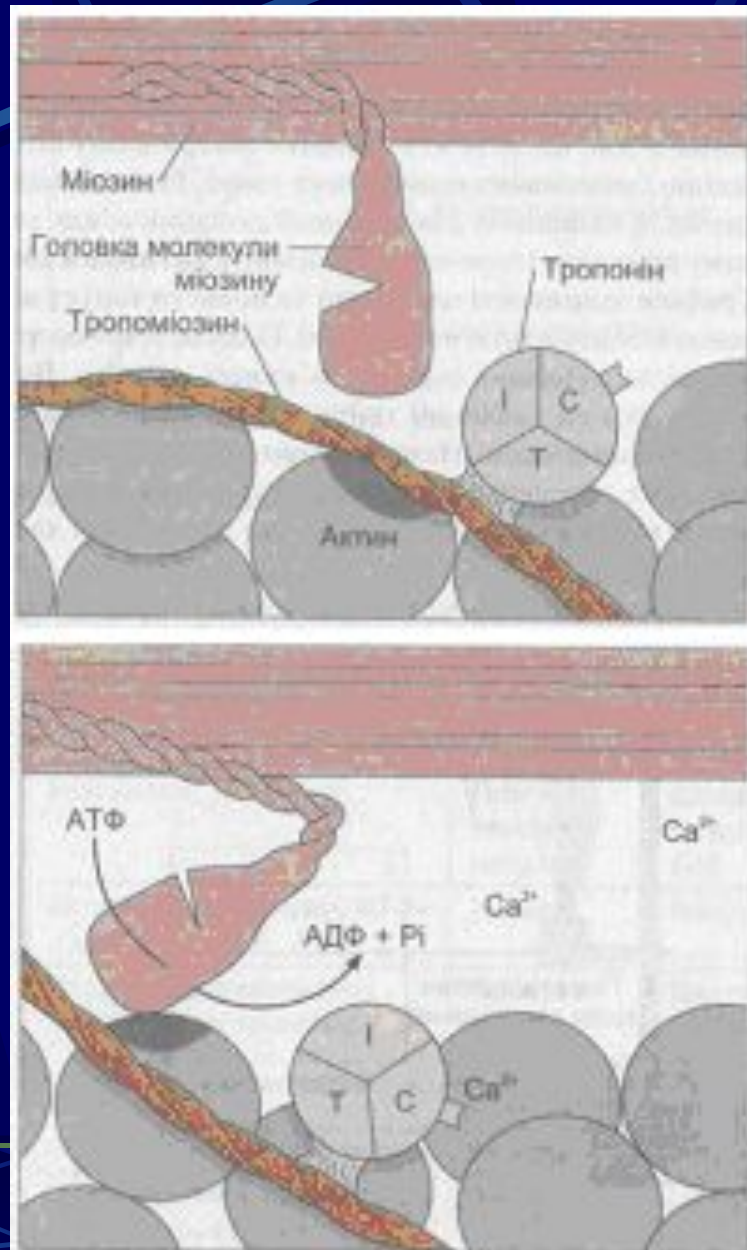 Міозин
Головка молекули
міозину
Тропоміозин
Тропонін
I
C
T
Актин
АТФ
Ca²⁺
Ca²⁺
АДФ + Pi
I
T
C
Ca²⁺